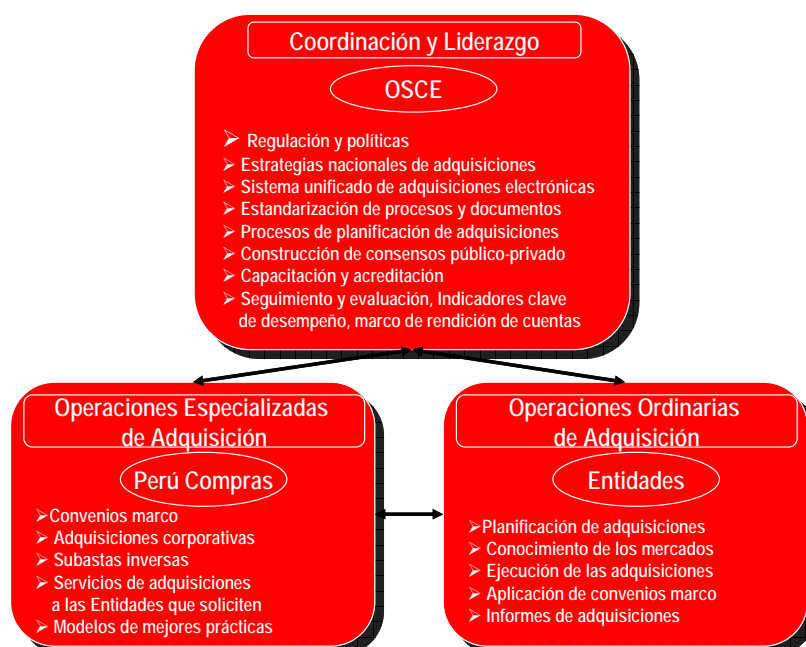 Coordinación y Liderazgo
OSCE
➢ Regulación y políticas
➢ Estrategias nacionales de adquisiciones
➢ Sistema unificado de adquisiciones electrónicas
➢ Estandarización de procesos y documentos
➢ Procesos de planificación de adquisiciones
➢ Construcción de consensos público-privado
➢ Capacitación y acreditación
➢ Seguimiento y evaluación, Indicadores clave
de desempeño, marco de rendición de cuentas
Operaciones Especializadas
de Adquisición
Perú Compras
➢Convenios marco
➢ Adquisiciones corporativas
➢ Subastas inversas
➢ Servicios de adquisiciones
a las Entidades que soliciten
➢ Modelos de mejores prácticas
Operaciones Ordinarias
de Adquisición
Entidades
➢Planificación de adquisiciones
➢ Conocimiento de los mercados
➢ Ejecución de las adquisiciones
➢ Aplicación de convenios marco
➢ Informes de adquisiciones